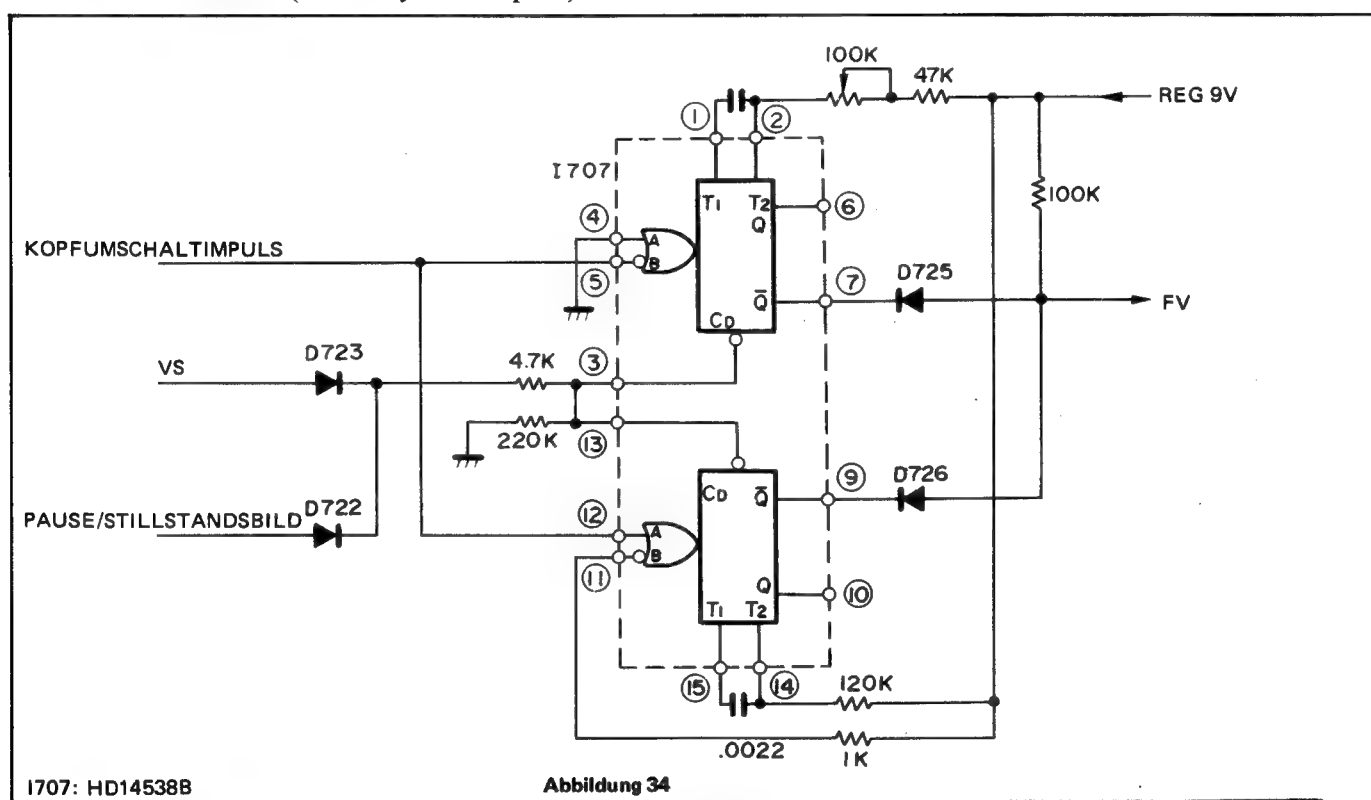 100K
47K
REG 9V
①
②
I707
T1
T2
Q
⑥
100K
④
A
KOPFUMSCHALTIMPULS
B
⑤
D725
⑦
Q̅
FV
CD
D723
VS
4.7K
③
220K
⑬
CD
Q̅
⑨
D726
D722
PAUSE/STILLSTANDSBILD
⑫
A
B
⑪
Q
⑩
T1
T2
⑮
⑭
120K
.0022
1K
I707: HD14538B
Abbildung 34